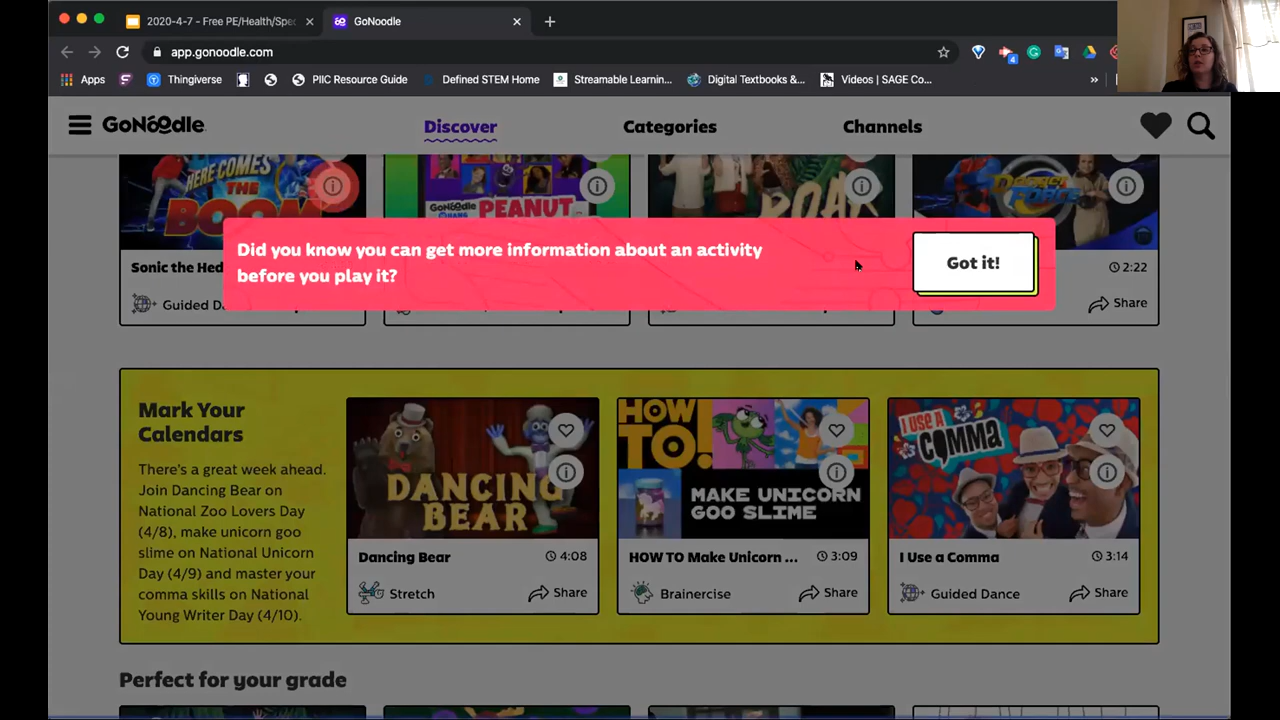 2020-4-7 - Free PE/Health/Spec
GoNoodle
app.gonoodle.com
4
Apps
Thingiverse
PIIC Resource Guide
Defined STEM Home
Streamable Learnin...
Digital Textbooks &...
Videos | SAGE Co...
»
GoNoodle
Discover
Categories
Channels
HERE COMES
THE
BOOM
GoNoodle
PEANUT
ROAR
FORCE
Did you know you can get more information about an activity
before you play it?
Got it!
Sonic the Hed
2:22
Guided Da
Share
Mark Your
Calendars
There's a great week ahead.
Join Dancing Bear on
National Zoo Lovers Day
(4/8), make unicorn goo
slime on National Unicorn
Day (4/9) and master your
comma skills on National
Young Writer Day (4/10).
DANCING
BEAR
Dancing Bear
4:08
Stretch
Share
HOW
TO!
MAKE UNICORN
GOO SLIME
HOW TO Make Unicorn ...
3:09
Brainercise
Share
I USE A
COMMA
I Use a Comma
3:14
Guided Dance
Share
Perfect for your grade